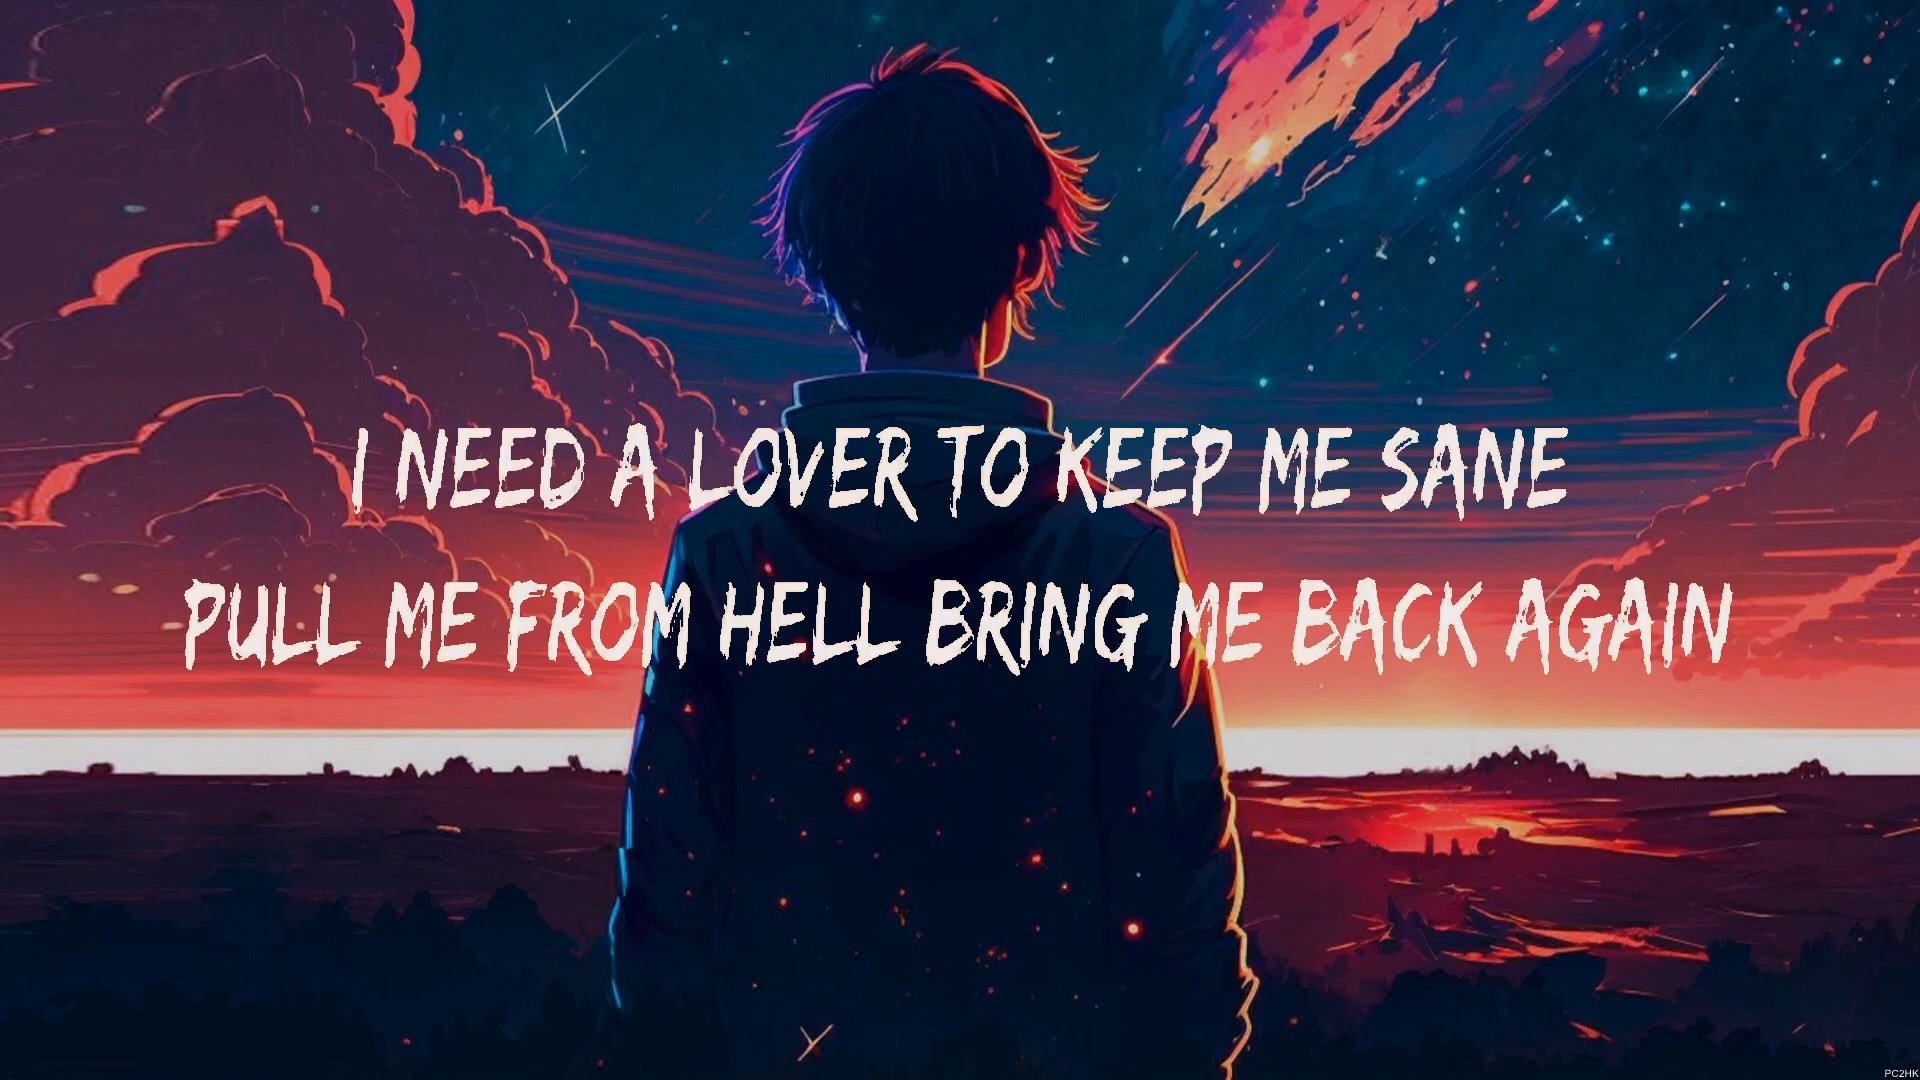 I NEED A LOVER TO KEEP ME SANE
PULL ME FROM HELL BRING ME BACK AGAIN
PC2HK